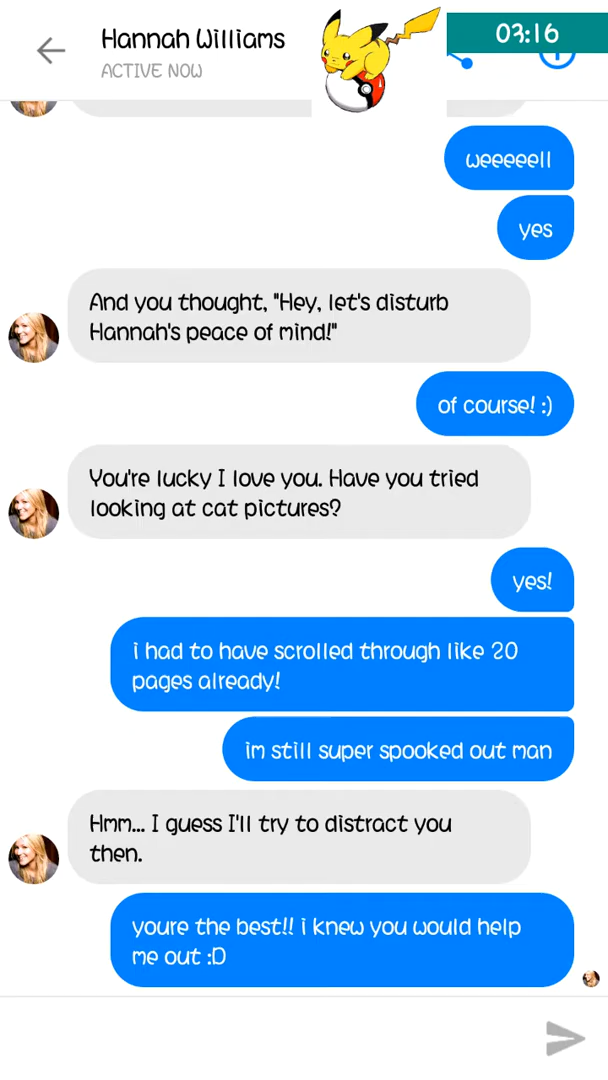 Hannah Williams
03:16
ACTIVE NOW
weeeeell
yes
And you thought, "Hey, let's disturb
Hannah's peace of mind!"
of course! :)
You're lucky I love you. Have you tried
looking at cat pictures?
yes!
i had to have scrolled through like 20
pages already!
im still super spooked out man
Hmm... I guess I'll try to distract you
then.
youre the best!! i knew you would help
me out :D